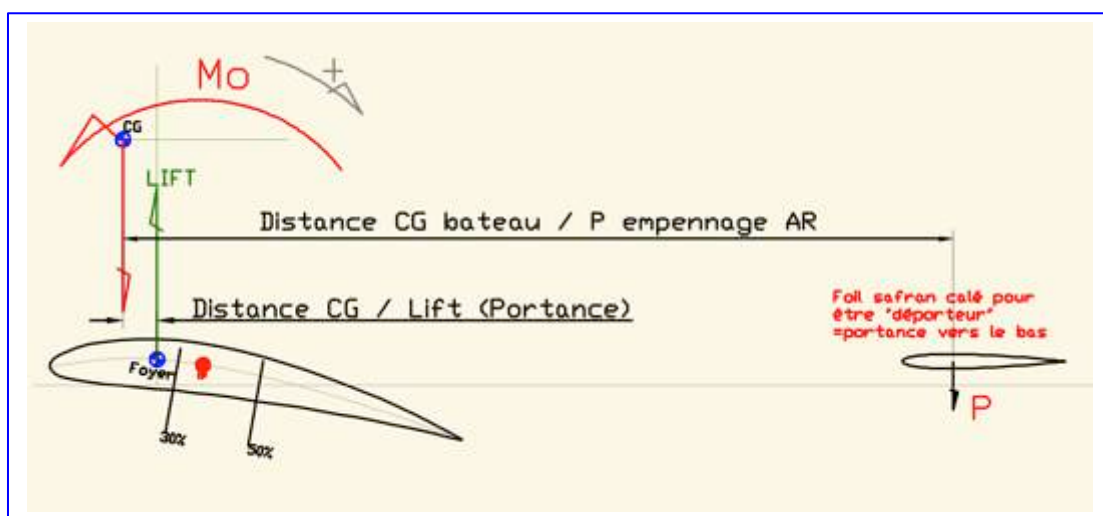 Mo
+
CG
LIFT
Distance CG bateau / P empennage AR
Distance CG / Lift (Portance)
Foil safran calé pour
être "déporteur"
=portance vers le bas
Foyer
P
30%
50%